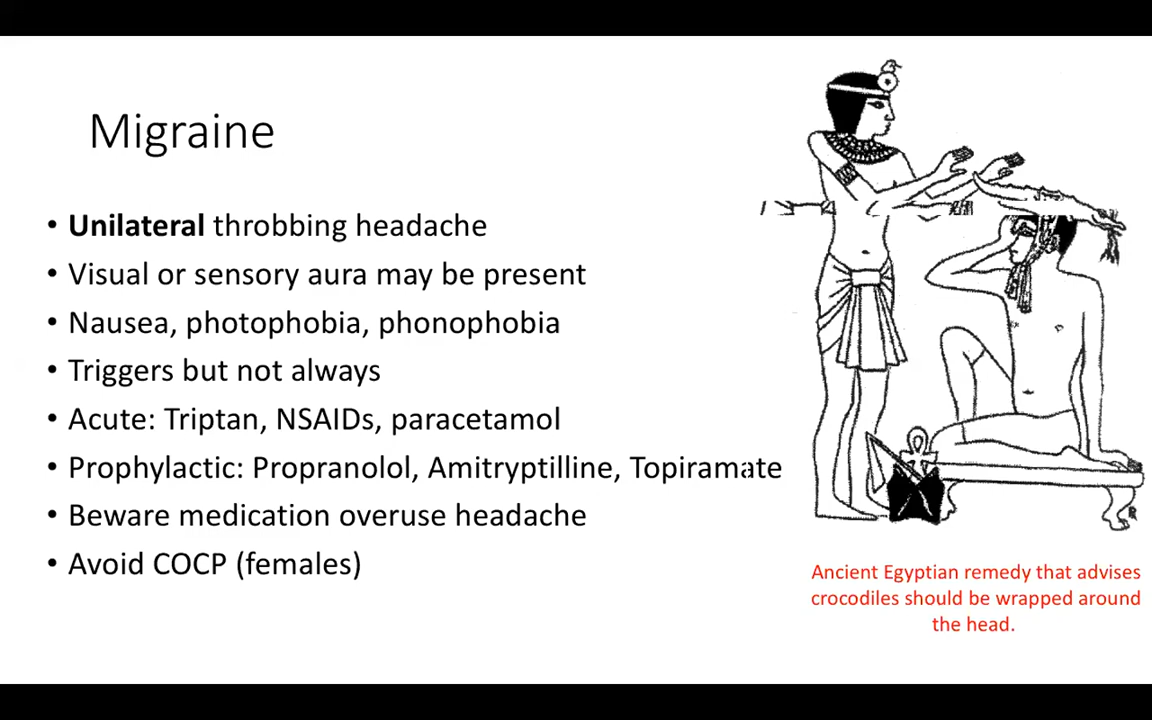 Migraine
• Unilateral throbbing headache
• Visual or sensory aura may be present
• Nausea, photophobia, phonophobia
• Triggers but not always
• Acute: Triptan, NSAIDs, paracetamol
• Prophylactic: Propranolol, Amitryptilline, Topiramate
• Beware medication overuse headache
• Avoid COCP (females)
Ancient Egyptian remedy that advises
crocodiles should be wrapped around
the head.